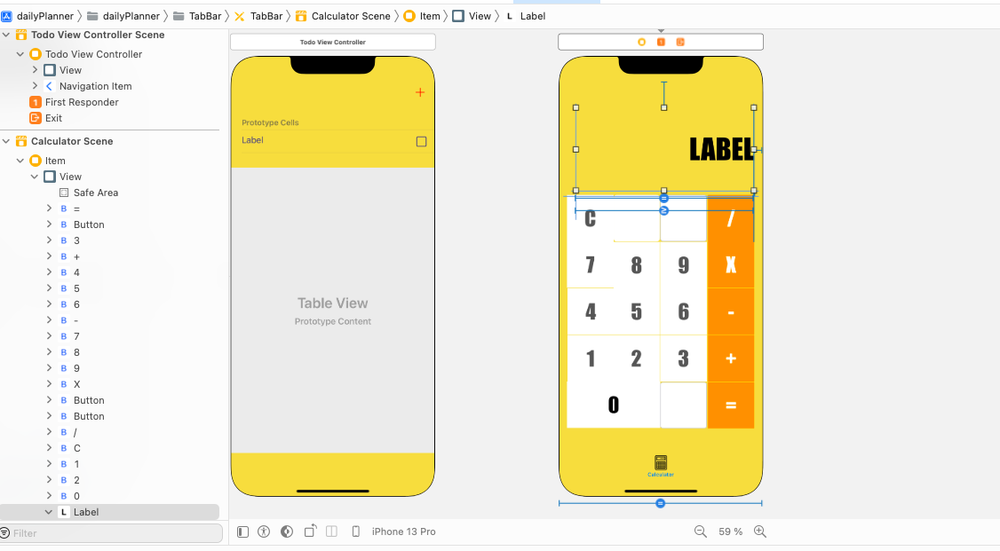 dailyPlanner dailyPlanner TabBar TabBar Calculator Scene Item View L Label
Todo View Controller Scene
Todo View Controller
View
Navigation Item
1 First Responder
Exit
Calculator Scene
Item
View
Safe Area
B =
B Button
B 3
B +
B 4
B 5
B 6
B -
B 7
B 8
B 9
B X
B Button
B Button
B /
B C
B 1
B 2
B 0
L Label
Filter
Todo View Controller
+
Prototype Cells
Label
Table View
Prototype Content
1
LABEL
C /
7 8 9 X
4 5 6 -
1 2 3 +
0 =
Calculator
iPhone 13 Pro
59 %